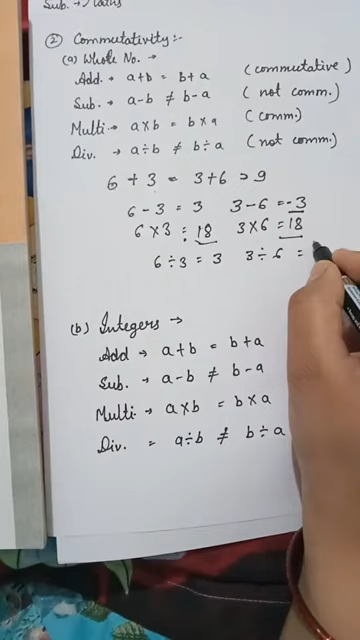 Sub. → Maths
② Commutativity :-
(a) Whole No. →
Add. → a+b = b+a (commutative)
Sub. → a-b ≠ b-a (not comm.)
Multi → a×b = b×a (comm.)
Div. → a÷b ≠ b÷a (not comm.)
6 + 3 = 3+6 = 9
6 - 3 = 3 3-6 = -3
6 × 3 = 18 3×6 = 18
6÷3 = 3 3÷6 =
(b) Integers →
Add → a+b = b+a
Sub. → a-b ≠ b-a
Multi → a×b = b×a
Div. = a÷b ≠ b÷a